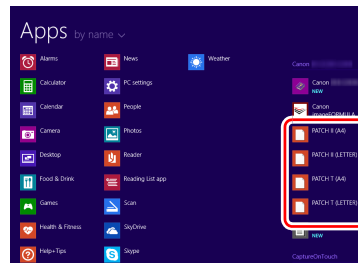 Apps by name
Alarms
Calculator
Calendar
Camera
Desktop
Food & Drink
Games
Health & Fitness
Help+Tips
News
PC settings
People
Photos
Reader
Reading List app
Scan
SkyDrive
Skype
Weather
Canon
Canon
NEW
Canon
imageFORMULA
PATCH II (A4)
PATCH II (LETTER)
PATCH T (A4)
PATCH T (LETTER)
NEW
CaptureOnTouch